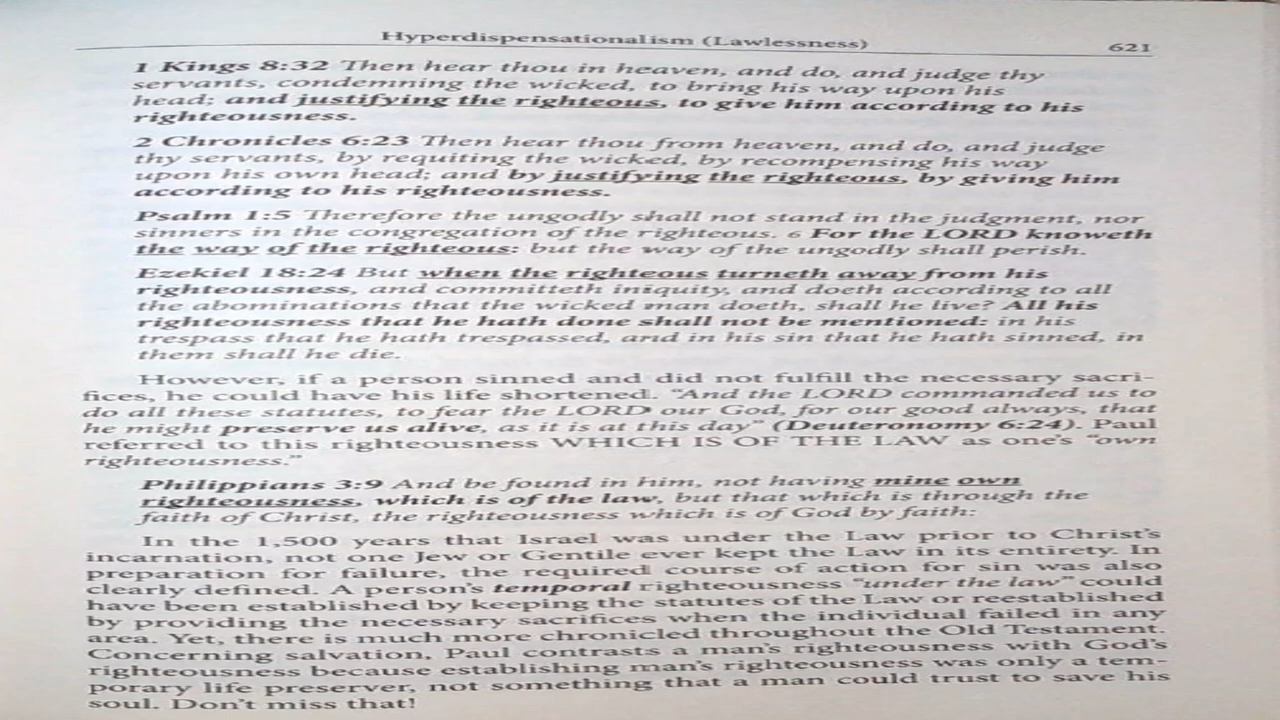 Hyperdispensationalism (Lawlessness) 621
1 Kings 8:32 Then hear thou in heaven, and do, and judge thy
servants, condemning the wicked, to bring his way upon his
head; and justifying the righteous, to give him according to his
righteousness.
2 Chronicles 6:23 Then hear thou from heaven, and do, and judge
thy servants, by requiting the wicked, by recompensing his way
upon his own head; and by justifying the righteous, by giving him
according to his righteousness.
Psalm 1:5 Therefore the ungodly shall not stand in the judgment, nor
sinners in the congregation of the righteous. 6 For the LORD knoweth
the way of the righteous: but the way of the ungodly shall perish.
Ezekiel 18:24 But when the righteous turneth away from his
righteousness, and committeth iniquity, and doeth according to all
the abominations that the wicked man doeth, shall he live? All his
righteousness that he hath done shall not be mentioned: in his
trespass that he hath trespassed, and in his sin that he hath sinned, in
them shall he die.
However, if a person sinned and did not fulfill the necessary sacri-
fices, he could have his life shortened. “And the LORD commanded us to
do all these statutes, to fear the LORD our God, for our good always, that
he might preserve us alive, as it is at this day” (Deuteronomy 6:24). Paul
referred to this righteousness WHICH IS OF THE LAW as one’s “own
righteousness.”
Philippians 3:9 And be found in him, not having mine own
righteousness, which is of the law, but that which is through the
faith of Christ, the righteousness which is of God by faith:
In the 1,500 years that Israel was under the Law prior to Christ’s
incarnation, not one Jew or Gentile ever kept the Law in its entirety. In
preparation for failure, the required course of action for sin was also
clearly defined. A person’s temporal righteousness “under the law” could
have been established by keeping the statutes of the Law or reestablished
by providing the necessary sacrifices when the individual failed in any
area. Yet, there is much more chronicled throughout the Old Testament.
Concerning salvation, Paul contrasts a man’s righteousness with God’s
righteousness because establishing man’s righteousness was only a tem-
porary life preserver, not something that a man could trust to save his
soul. Don’t miss that!